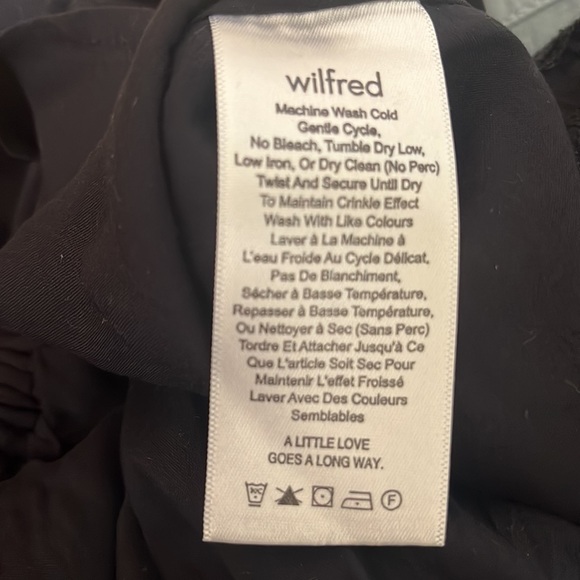 wilfred
Machine Wash Cold
Gentle Cycle,
No Bleach, Tumble Dry Low,
Low Iron, Or Dry Clean (No Perc)
Twist And Secure Until Dry
To Maintain Crinkle Effect
Wash With Like Colours
Laver à La Machine à
L'eau Froide Au Cycle Délicat,
Pas De Blanchiment,
Sécher à Basse Température,
Repasser à Basse Température,
Ou Nettoyer à Sec (Sans Perc)
Tordre Et Attacher Jusqu'à Ce
Que L'article Soit Sec Pour
Maintenir L'effet Froissé
Laver Avec Des Couleurs
Semblables
A LITTLE LOVE
GOES A LONG WAY.
30°C F